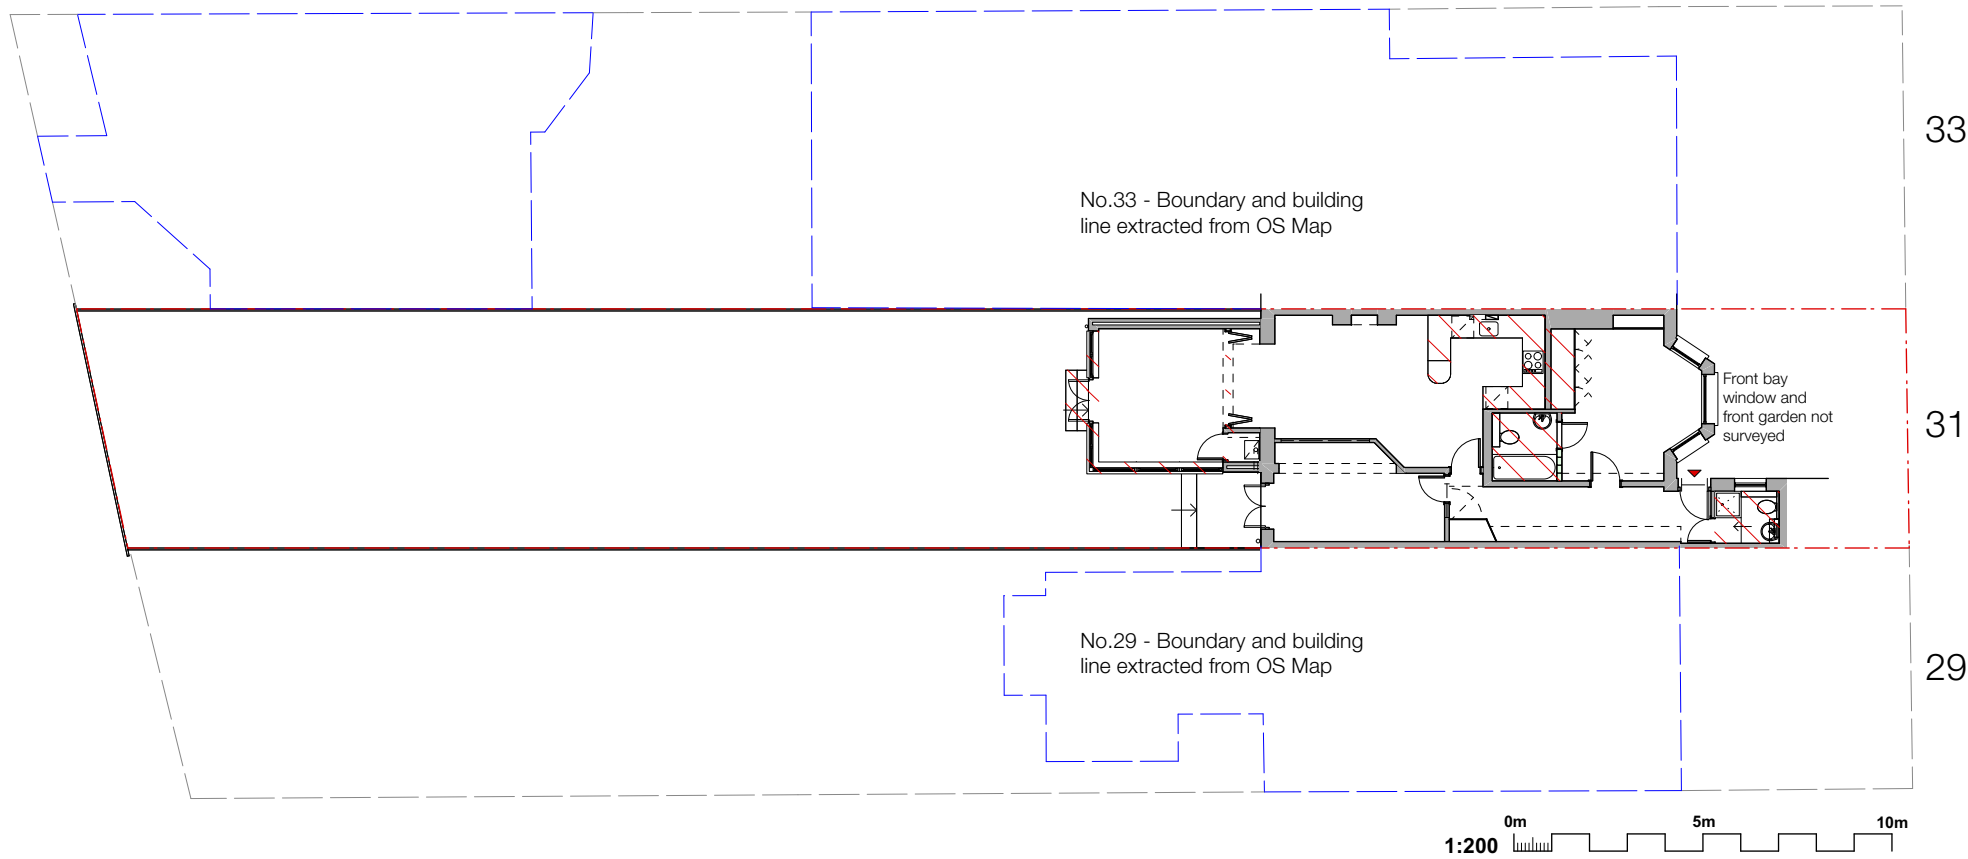 33
No.33 - Boundary and building
line extracted from OS Map
Front bay
window and
front garden not
surveyed
31
No.29 - Boundary and building
line extracted from OS Map
29
0m 5m 10m
1:200